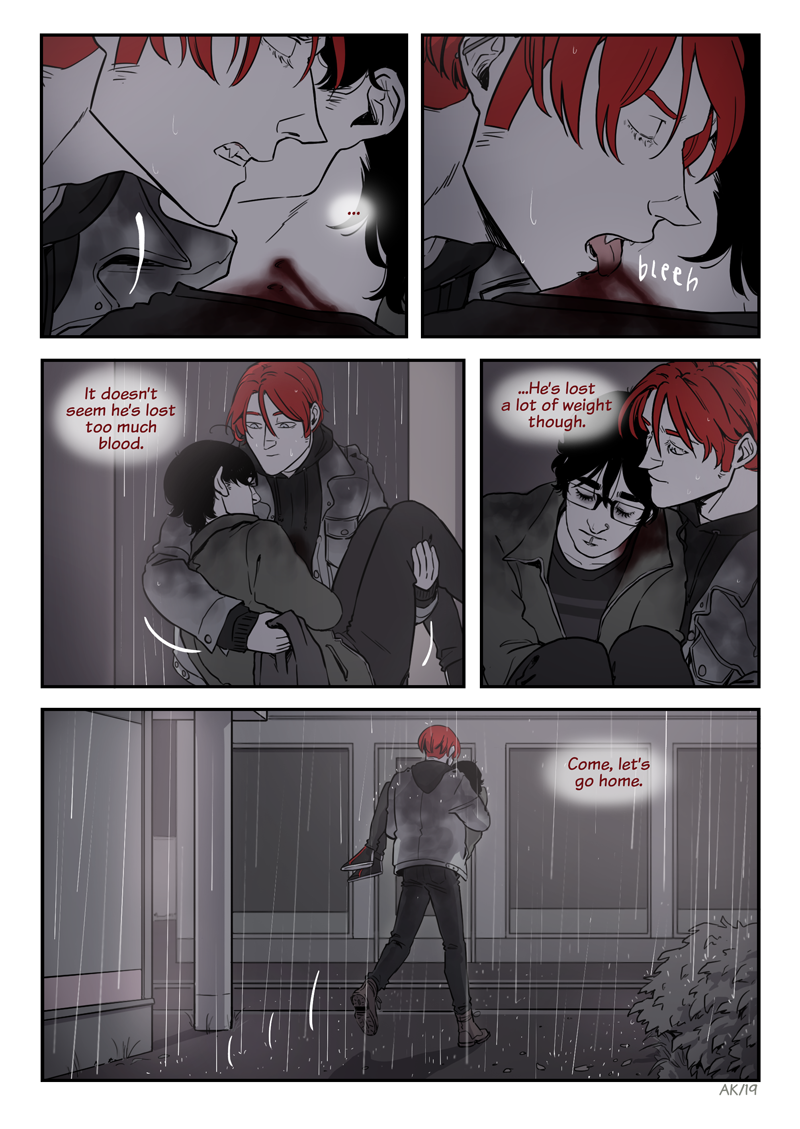 ...
bleeh
It doesn't
seem he's lost
too much
blood.
...He's lost
a lot of weight
though.
Come, let's
go home.
AK/19